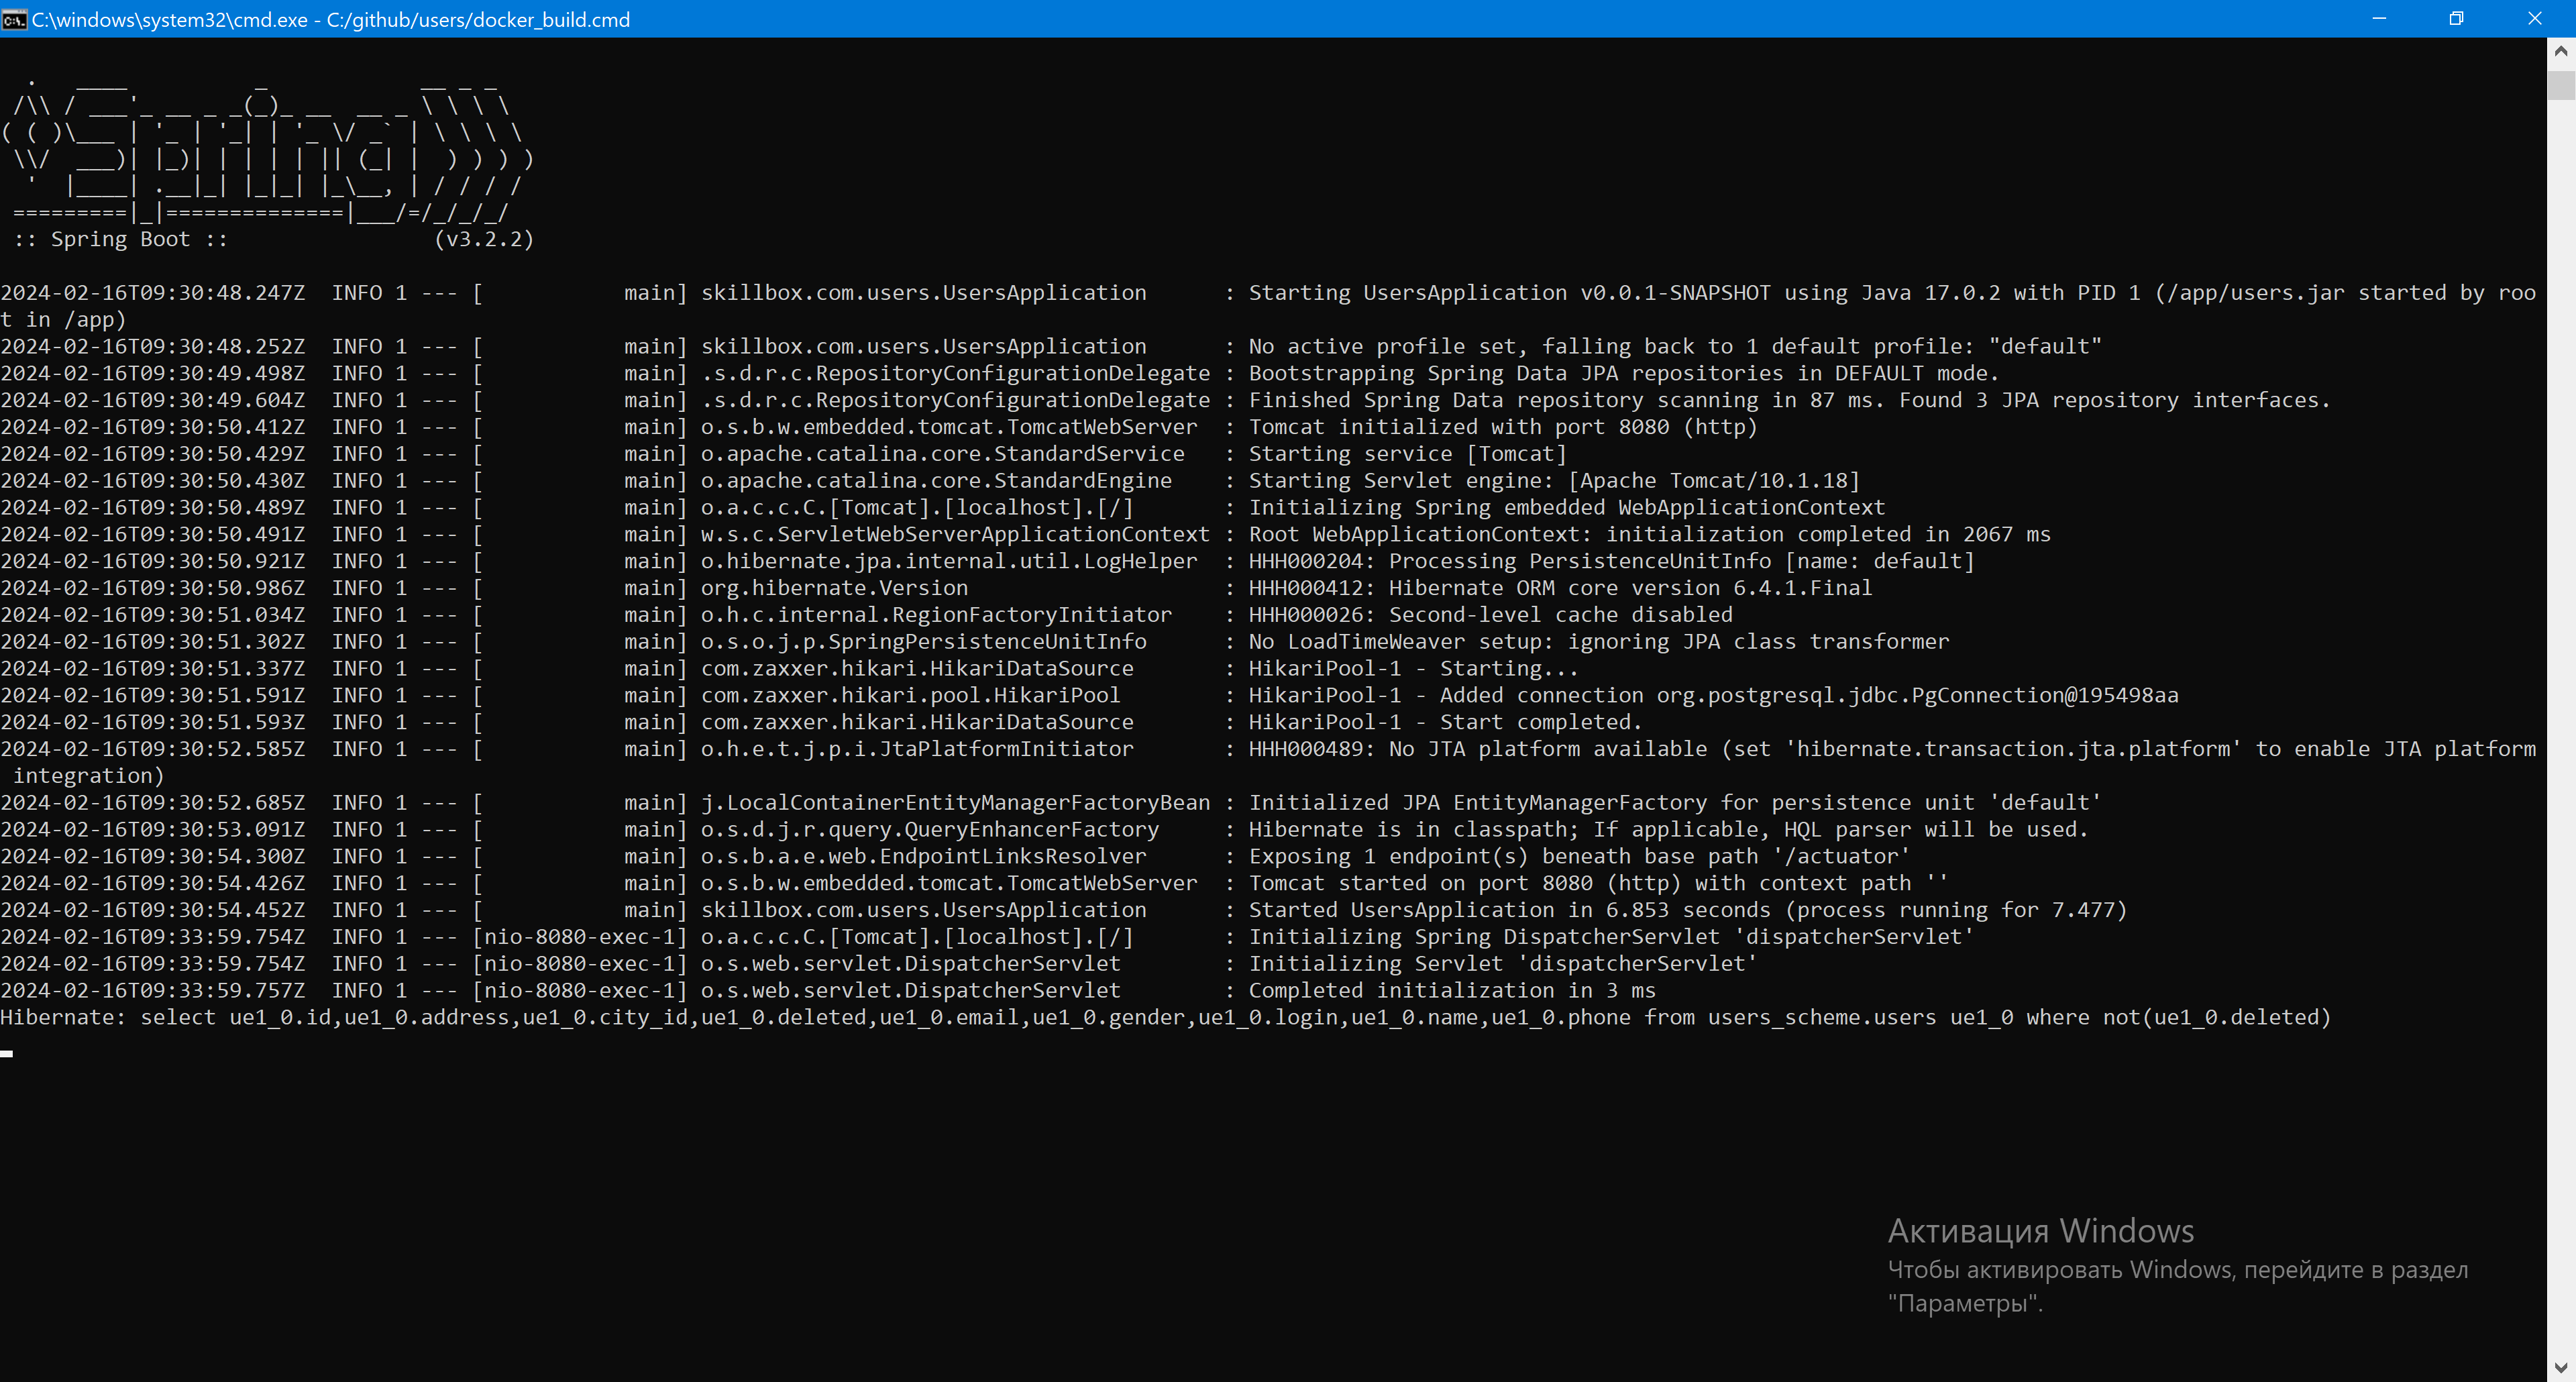 C:\windows\system32\cmd.exe - C:/github/users/docker_build.cmd
  .   ____          _            __ _ _
 /\\ / ___'_ __ _ _(_)_ __  __ _ \ \ \ \
( ( )\___ | '_ | '_| | '_ \/ _` | \ \ \ \
 \\/  ___)| |_)| | | | | || (_| |  ) ) ) )
  '  |____| .__|_| |_|_| |_\__, | / / / /
 =========|_|==============|___/=/_/_/_/
 :: Spring Boot ::                (v3.2.2)
2024-02-16T09:30:48.247Z  INFO 1 --- [           main] skillbox.com.users.UsersApplication      : Starting UsersApplication v0.0.1-SNAPSHOT using Java 17.0.2 with PID 1 (/app/users.jar started by roo
t in /app)
2024-02-16T09:30:48.252Z  INFO 1 --- [           main] skillbox.com.users.UsersApplication      : No active profile set, falling back to 1 default profile: "default"
2024-02-16T09:30:49.498Z  INFO 1 --- [           main] .s.d.r.c.RepositoryConfigurationDelegate : Bootstrapping Spring Data JPA repositories in DEFAULT mode.
2024-02-16T09:30:49.604Z  INFO 1 --- [           main] .s.d.r.c.RepositoryConfigurationDelegate : Finished Spring Data repository scanning in 87 ms. Found 3 JPA repository interfaces.
2024-02-16T09:30:50.412Z  INFO 1 --- [           main] o.s.b.w.embedded.tomcat.TomcatWebServer  : Tomcat initialized with port 8080 (http)
2024-02-16T09:30:50.429Z  INFO 1 --- [           main] o.apache.catalina.core.StandardService   : Starting service [Tomcat]
2024-02-16T09:30:50.430Z  INFO 1 --- [           main] o.apache.catalina.core.StandardEngine    : Starting Servlet engine: [Apache Tomcat/10.1.18]
2024-02-16T09:30:50.489Z  INFO 1 --- [           main] o.a.c.c.C.[Tomcat].[localhost].[/]       : Initializing Spring embedded WebApplicationContext
2024-02-16T09:30:50.491Z  INFO 1 --- [           main] w.s.c.ServletWebServerApplicationContext : Root WebApplicationContext: initialization completed in 2067 ms
2024-02-16T09:30:50.921Z  INFO 1 --- [           main] o.hibernate.jpa.internal.util.LogHelper  : HHH000204: Processing PersistenceUnitInfo [name: default]
2024-02-16T09:30:50.986Z  INFO 1 --- [           main] org.hibernate.Version                    : HHH000412: Hibernate ORM core version 6.4.1.Final
2024-02-16T09:30:51.034Z  INFO 1 --- [           main] o.h.c.internal.RegionFactoryInitiator    : HHH000026: Second-level cache disabled
2024-02-16T09:30:51.302Z  INFO 1 --- [           main] o.s.o.j.p.SpringPersistenceUnitInfo      : No LoadTimeWeaver setup: ignoring JPA class transformer
2024-02-16T09:30:51.337Z  INFO 1 --- [           main] com.zaxxer.hikari.HikariDataSource       : HikariPool-1 - Starting...
2024-02-16T09:30:51.591Z  INFO 1 --- [           main] com.zaxxer.hikari.pool.HikariPool        : HikariPool-1 - Added connection org.postgresql.jdbc.PgConnection@195498aa
2024-02-16T09:30:51.593Z  INFO 1 --- [           main] com.zaxxer.hikari.HikariDataSource       : HikariPool-1 - Start completed.
2024-02-16T09:30:52.585Z  INFO 1 --- [           main] o.h.e.t.j.p.i.JtaPlatformInitiator       : HHH000489: No JTA platform available (set 'hibernate.transaction.jta.platform' to enable JTA platform
 integration)
2024-02-16T09:30:52.685Z  INFO 1 --- [           main] j.LocalContainerEntityManagerFactoryBean : Initialized JPA EntityManagerFactory for persistence unit 'default'
2024-02-16T09:30:53.091Z  INFO 1 --- [           main] o.s.d.j.r.query.QueryEnhancerFactory     : Hibernate is in classpath; If applicable, HQL parser will be used.
2024-02-16T09:30:54.300Z  INFO 1 --- [           main] o.s.b.a.e.web.EndpointLinksResolver      : Exposing 1 endpoint(s) beneath base path '/actuator'
2024-02-16T09:30:54.426Z  INFO 1 --- [           main] o.s.b.w.embedded.tomcat.TomcatWebServer  : Tomcat started on port 8080 (http) with context path ''
2024-02-16T09:30:54.452Z  INFO 1 --- [           main] skillbox.com.users.UsersApplication      : Started UsersApplication in 6.853 seconds (process running for 7.477)
2024-02-16T09:33:59.754Z  INFO 1 --- [nio-8080-exec-1] o.a.c.c.C.[Tomcat].[localhost].[/]       : Initializing Spring DispatcherServlet 'dispatcherServlet'
2024-02-16T09:33:59.754Z  INFO 1 --- [nio-8080-exec-1] o.s.web.servlet.DispatcherServlet        : Initializing Servlet 'dispatcherServlet'
2024-02-16T09:33:59.757Z  INFO 1 --- [nio-8080-exec-1] o.s.web.servlet.DispatcherServlet        : Completed initialization in 3 ms
Hibernate: select ue1_0.id,ue1_0.address,ue1_0.city_id,ue1_0.deleted,ue1_0.email,ue1_0.gender,ue1_0.login,ue1_0.name,ue1_0.phone from users_scheme.users ue1_0 where not(ue1_0.deleted)
Активация Windows
Чтобы активировать Windows, перейдите в раздел
"Параметры".